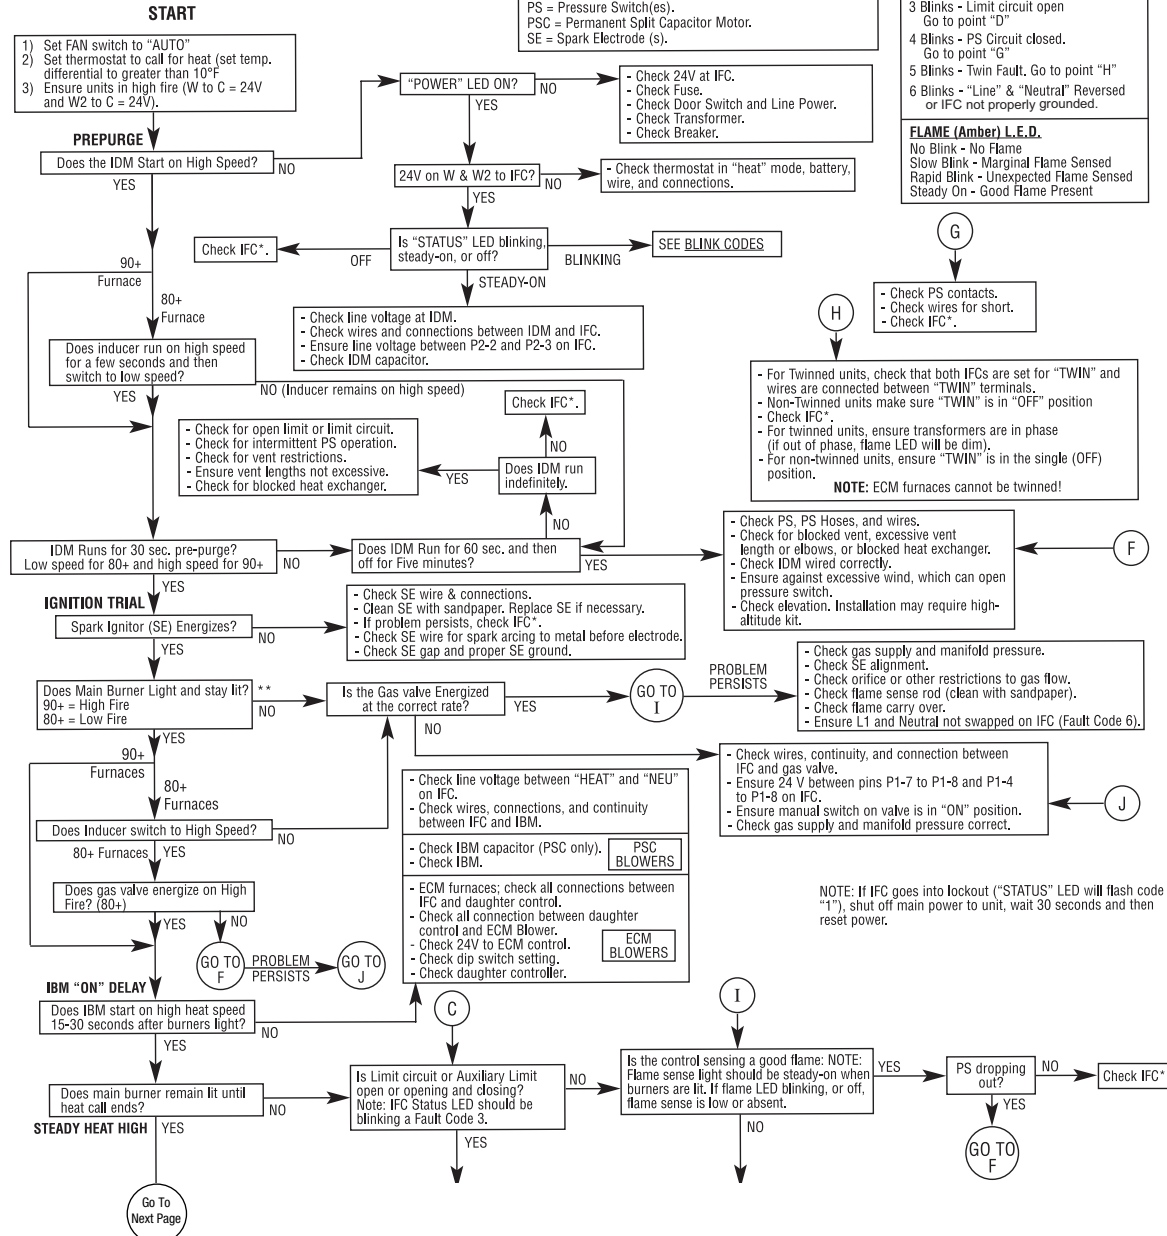 START
1) Set FAN switch to “AUTO”
2) Set thermostat to call for heat (set temp.
differential to greater than 10°F
3) Ensure units in high fire (W to C = 24V
and W2 to C = 24V).
PS = Pressure Switch(es).
PSC = Permanent Split Capacitor Motor.
SE = Spark Electrode (s).
3 Blinks - Limit circuit open
Go to point “D”
4 Blinks - PS Circuit closed.
Go to point “G”
5 Blinks - Twin Fault. Go to point “H”
6 Blinks - “Line” & “Neutral” Reversed
or IFC not properly grounded.
FLAME (Amber) L.E.D.
No Blink - No Flame
Slow Blink - Marginal Flame Sensed
Rapid Blink - Unexpected Flame Sensed
Steady On - Good Flame Present
“POWER” LED ON?
NO
YES
- Check 24V at IFC.
- Check Fuse.
- Check Door Switch and Line Power.
- Check Transformer.
- Check Breaker.
PREPURGE
Does the IDM Start on High Speed?
NO
YES
24V on W & W2 to IFC?
NO
YES
- Check thermostat in “heat” mode, battery,
wire, and connections.
Check IFC*.
OFF
Is “STATUS” LED blinking,
steady-on, or off?
BLINKING
SEE BLINK CODES
STEADY-ON
- Check line voltage at IDM.
- Check wires and connections between IDM and IFC.
- Ensure line voltage between P2-2 and P2-3 on IFC.
- Check IDM capacitor.
G
- Check PS contacts.
- Check wires for short.
- Check IFC*.
H
- For Twinned units, check that both IFCs are set for “TWIN” and
wires are connected between “TWIN” terminals.
- Non-Twinned units make sure “TWIN” is in “OFF” position
- Check IFC*.
- For twinned units, ensure transformers are in phase
(if out of phase, flame LED will be dim).
- For non-twinned units, ensure “TWIN” is in the single (OFF)
position.
NOTE: ECM furnaces cannot be twinned!
90+
Furnace
80+
Furnace
Does inducer run on high speed
for a few seconds and then
switch to low speed?
NO (Inducer remains on high speed)
YES
Check IFC*.
NO
- Check for open limit or limit circuit.
- Check for intermittent PS operation.
- Check for vent restrictions.
- Ensure vent lengths not excessive.
- Check for blocked heat exchanger.
YES
Does IDM run
indefinitely.
NO
IDM Runs for 30 sec. pre-purge?
Low speed for 80+ and high speed for 90+
NO
YES
Does IDM Run for 60 sec. and then
off for Five minutes?
YES
- Check PS, PS Hoses, and wires.
- Check for blocked vent, excessive vent
length or elbows, or blocked heat exchanger.
- Check IDM wired correctly.
- Ensure against excessive wind, which can open
pressure switch.
- Check elevation. Installation may require high-
altitude kit.
F
IGNITION TRIAL
Spark Ignitor (SE) Energizes?
NO
YES
- Check SE wire & connections.
- Clean SE with sandpaper. Replace SE if necessary.
- If problem persists, check IFC*.
- Check SE wire for spark arcing to metal before electrode.
- Check SE gap and proper SE ground.
Does Main Burner Light and stay lit?
90+ = High Fire
80+ = Low Fire
**
NO
YES
Is the Gas valve Energized
at the correct rate?
YES
NO
GO TO
I
PROBLEM
PERSISTS
- Check gas supply and manifold pressure.
- Check SE alignment.
- Check orifice or other restrictions to gas flow.
- Check flame sense rod (clean with sandpaper).
- Check flame carry over.
- Ensure L1 and Neutral not swapped on IFC (Fault Code 6).
- Check wires, continuity, and connection between
IFC and gas valve.
- Ensure 24 V between pins P1-7 to P1-8 and P1-4
to P1-8 on IFC.
- Ensure manual switch on valve is in “ON” position.
- Check gas supply and manifold pressure correct.
J
90+
Furnaces
80+
Furnaces
Does Inducer switch to High Speed?
NO
80+ Furnaces
YES
Does gas valve energize on High
Fire? (80+)
YES
NO
GO TO
F
PROBLEM
PERSISTS
GO TO
J
- Check line voltage between “HEAT” and “NEU”
on IFC.
- Check wires, connections, and continuity
between IFC and IBM.
- Check IBM capacitor (PSC only).
- Check IBM.
PSC
BLOWERS
- ECM furnaces; check all connections between
IFC and daughter control.
- Check all connection between daughter
control and ECM Blower.
- Check 24V to ECM control.
- Check dip switch setting.
- Check daughter controller.
ECM
BLOWERS
NOTE: If IFC goes into lockout (“STATUS” LED will flash code
“1”), shut off main power to unit, wait 30 seconds and then
reset power.
IBM “ON” DELAY
Does IBM start on high heat speed
15-30 seconds after burners light?
NO
YES
C
I
Does main burner remain lit until
heat call ends?
NO
STEADY HEAT HIGH
YES
Is Limit circuit or Auxiliary Limit
open or opening and closing?
Note: IFC Status LED should be
blinking a Fault Code 3.
NO
YES
Is the control sensing a good flame: NOTE:
Flame sense light should be steady-on when
burners are lit. If flame LED blinking, or off,
flame sense is low or absent.
YES
NO
PS dropping
out?
NO
YES
Check IFC*
GO TO
F
Go To
Next Page